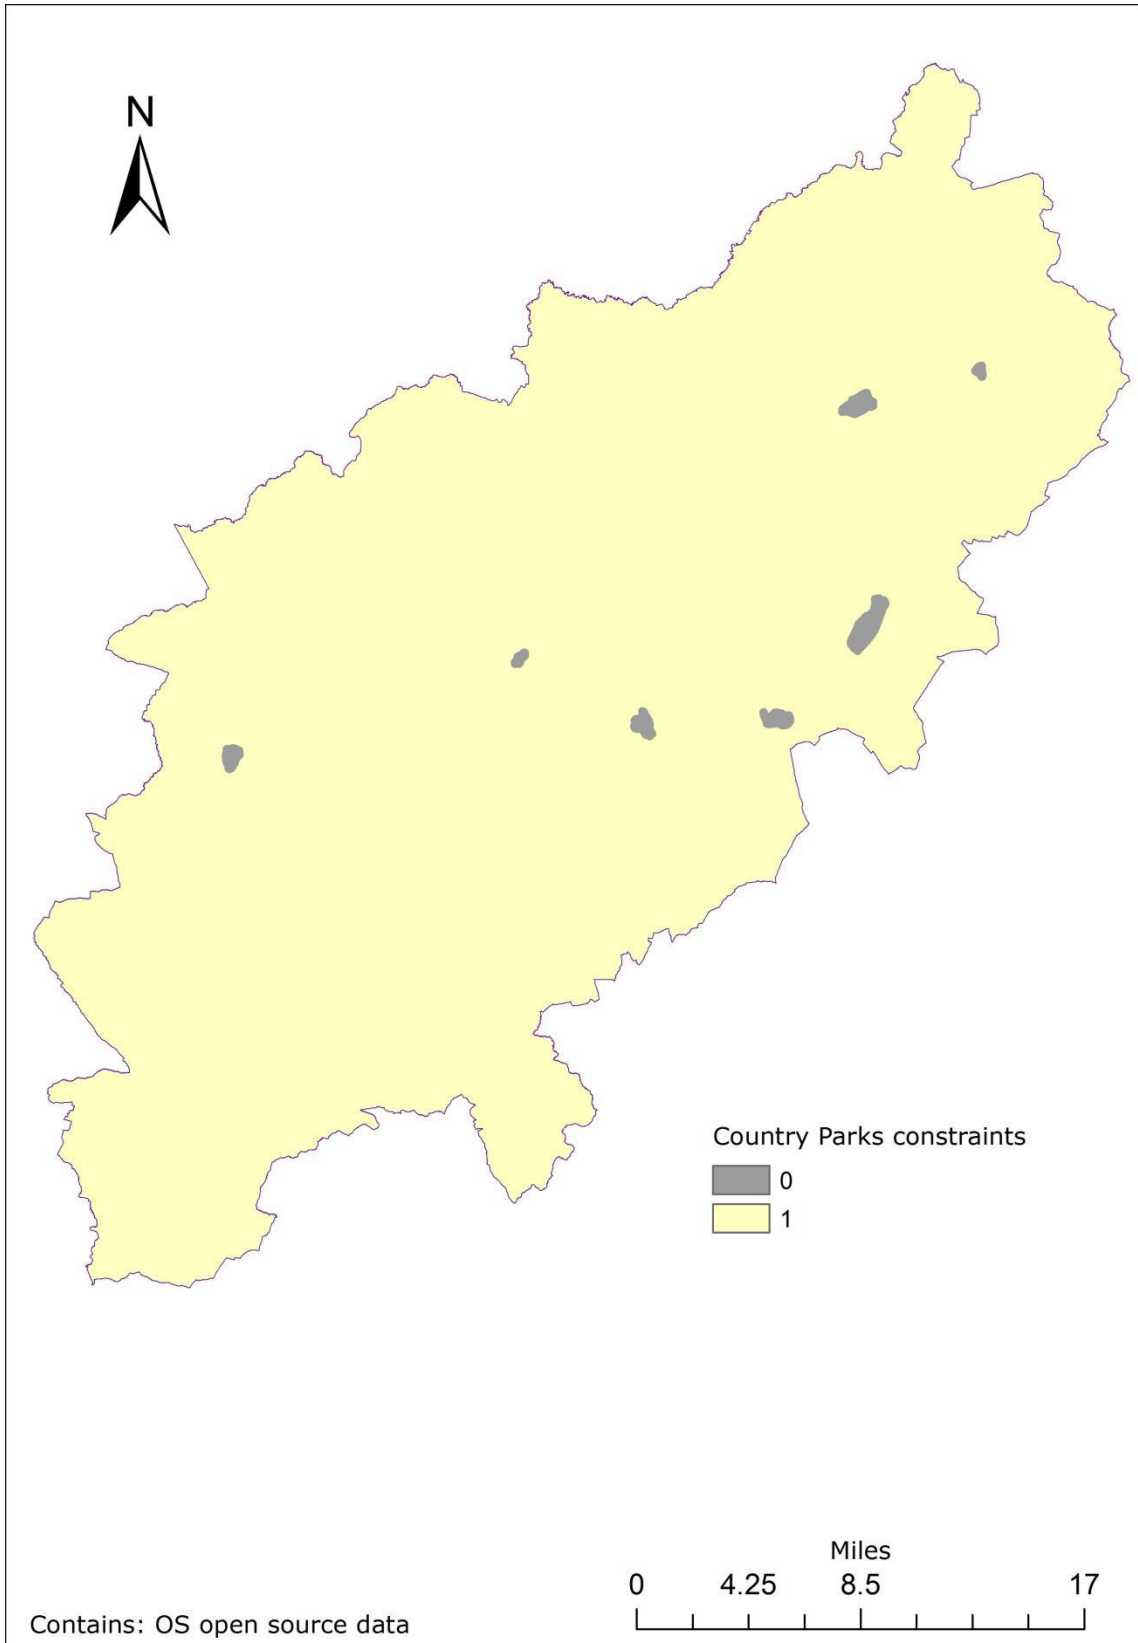 N
Country Parks constraints
0
1
Miles
0 4.25 8.5 17
Contains: OS open source data